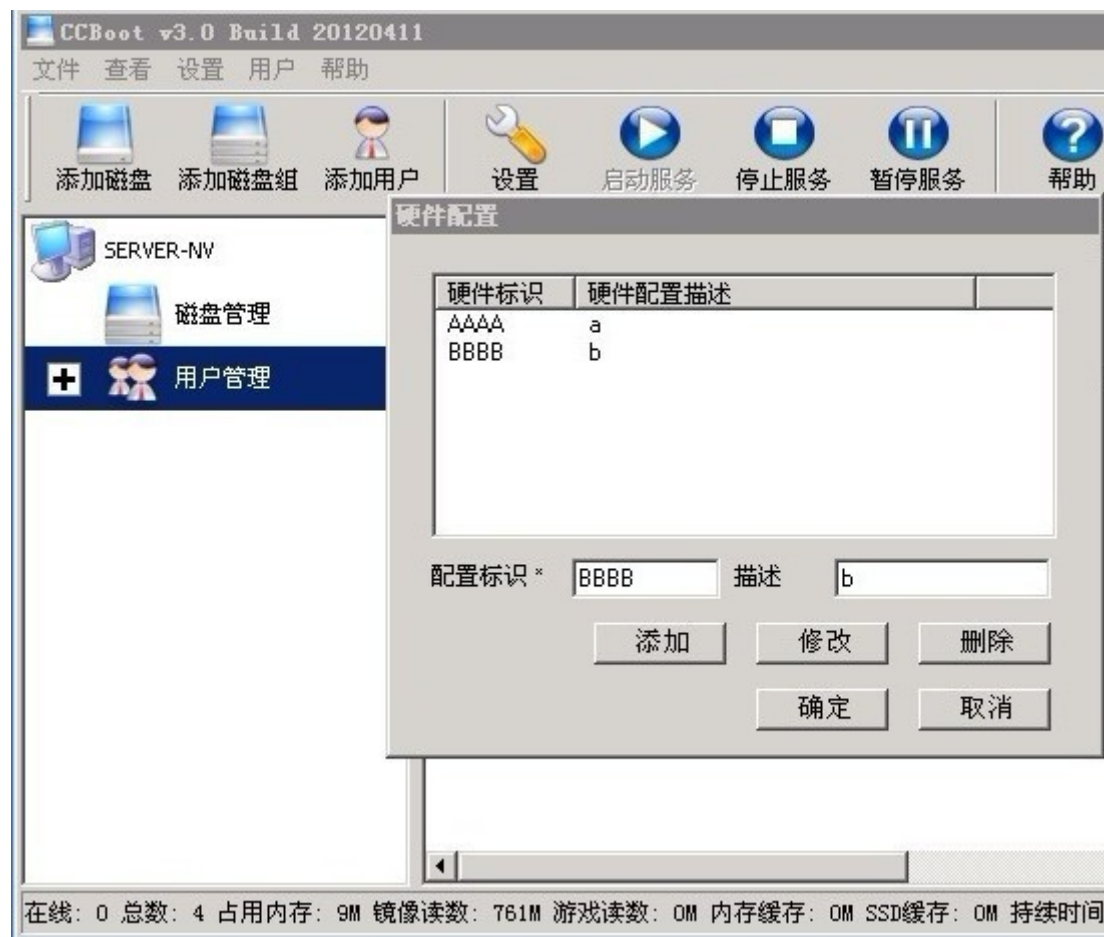 CCBoot v3.0 Build 20120411
文件 查看 设置 用户 帮助
添加磁盘 添加磁盘组 添加用户 设置 启动服务 停止服务 暂停服务 帮助
硬件配置
SERVER-NV
磁盘管理
用户管理
硬件标识 硬件配置描述
AAAA a
BBBB b
配置标识 * BBBB 描述 b
添加 修改 删除
确定 取消
在线: 0 总数: 4 占用内存: 9M 镜像读数: 761M 游戏读数: 0M 内存缓存: 0M SSD缓存: 0M 持续时间